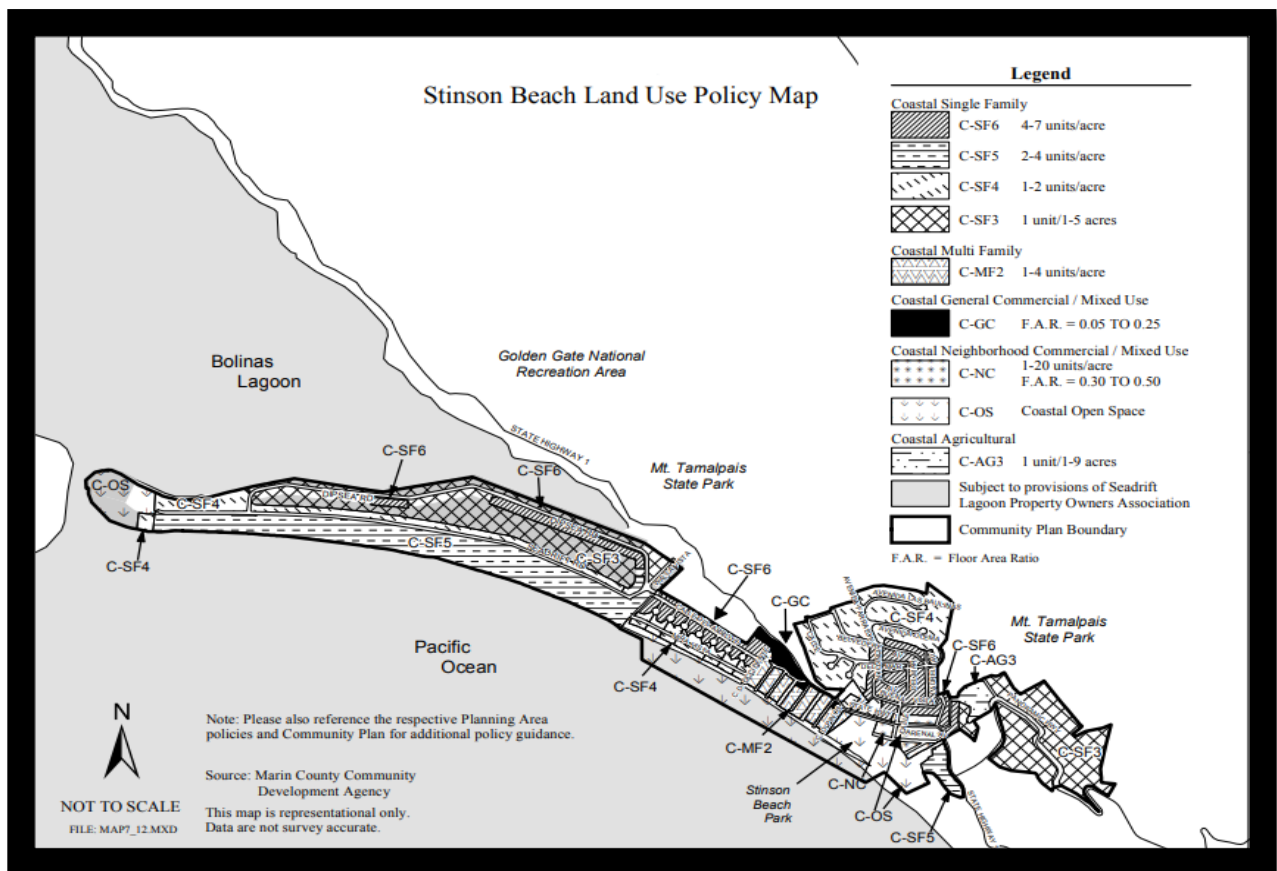 Stinson Beach Land Use Policy Map
Legend
Coastal Single Family
C-SF6 4-7 units/acre
C-SF5 2-4 units/acre
C-SF4 1-2 units/acre
C-SF3 1 unit/1-5 acres
Coastal Multi Family
C-MF2 1-4 units/acre
Coastal General Commercial / Mixed Use
C-GC F.A.R. = 0.05 TO 0.25
Coastal Neighborhood Commercial / Mixed Use
1-20 units/acre
C-NC F.A.R. = 0.30 TO 0.50
C-OS Coastal Open Space
Coastal Agricultural
C-AG3 1 unit/1-9 acres
Subject to provisions of Seadrift
Lagoon Property Owners Association
Community Plan Boundary
F.A.R. = Floor Area Ratio
Bolinas
Lagoon
Golden Gate National
Recreation Area
STATE HIGHWAY 1
Mt. Tamalpais
State Park
C-SF6
C-SF6
C-OS
C-SF4
DIPSEA RD
C-SF5
C-SF3
C-SF4
C-SF6
C-GC
C-SF4
Mt. Tamalpais
State Park
C-SF6
C-AG3
C-SF3
Pacific
Ocean
C-SF4
C-MF2
Stinson
Beach
Park
C-NC
C-OS
C-SF5
STATE HIGHWAY
N
NOT TO SCALE
FILE: MAP7_12.MXD
Note: Please also reference the respective Planning Area
policies and Community Plan for additional policy guidance.
Source: Marin County Community
Development Agency
This map is representational only.
Data are not survey accurate.